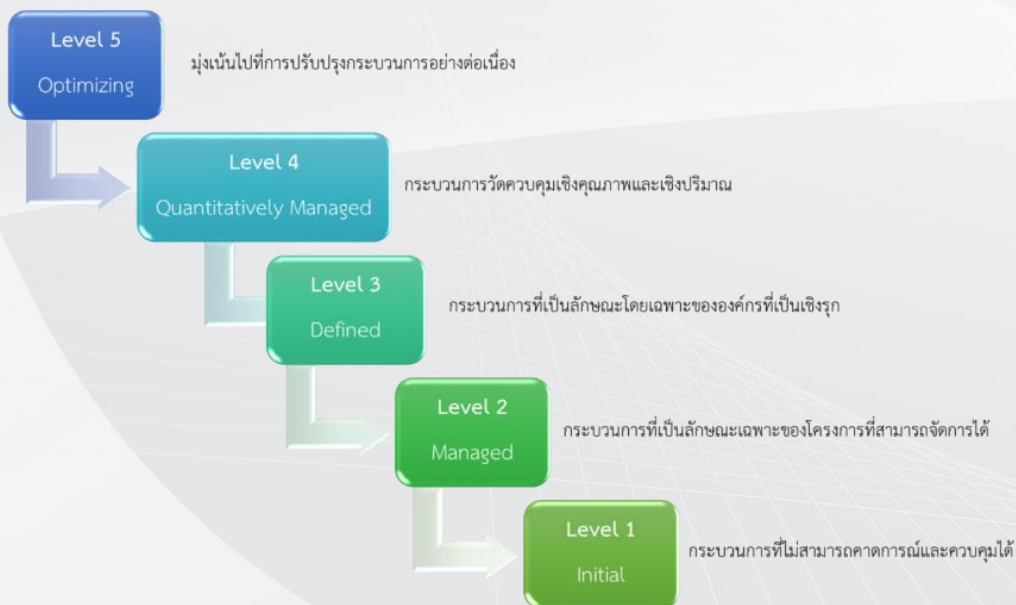 Level 5
Optimizing
มุ่งเน้นไปที่การปรับปรุงกระบวนการอย่างต่อเนื่อง
Level 4
Quantitatively Managed
กระบวนการวัดควบคุมเชิงคุณภาพและเชิงปริมาณ
Level 3
Defined
กระบวนการที่เป็นลักษณะโดยเฉพาะขององค์กรที่เป็นเชิงรุก
Level 2
Managed
กระบวนการที่เป็นลักษณะเฉพาะของโครงการที่สามารถจัดการได้
Level 1
Initial
กระบวนการที่ไม่สามารถคาดการณ์และควบคุมได้